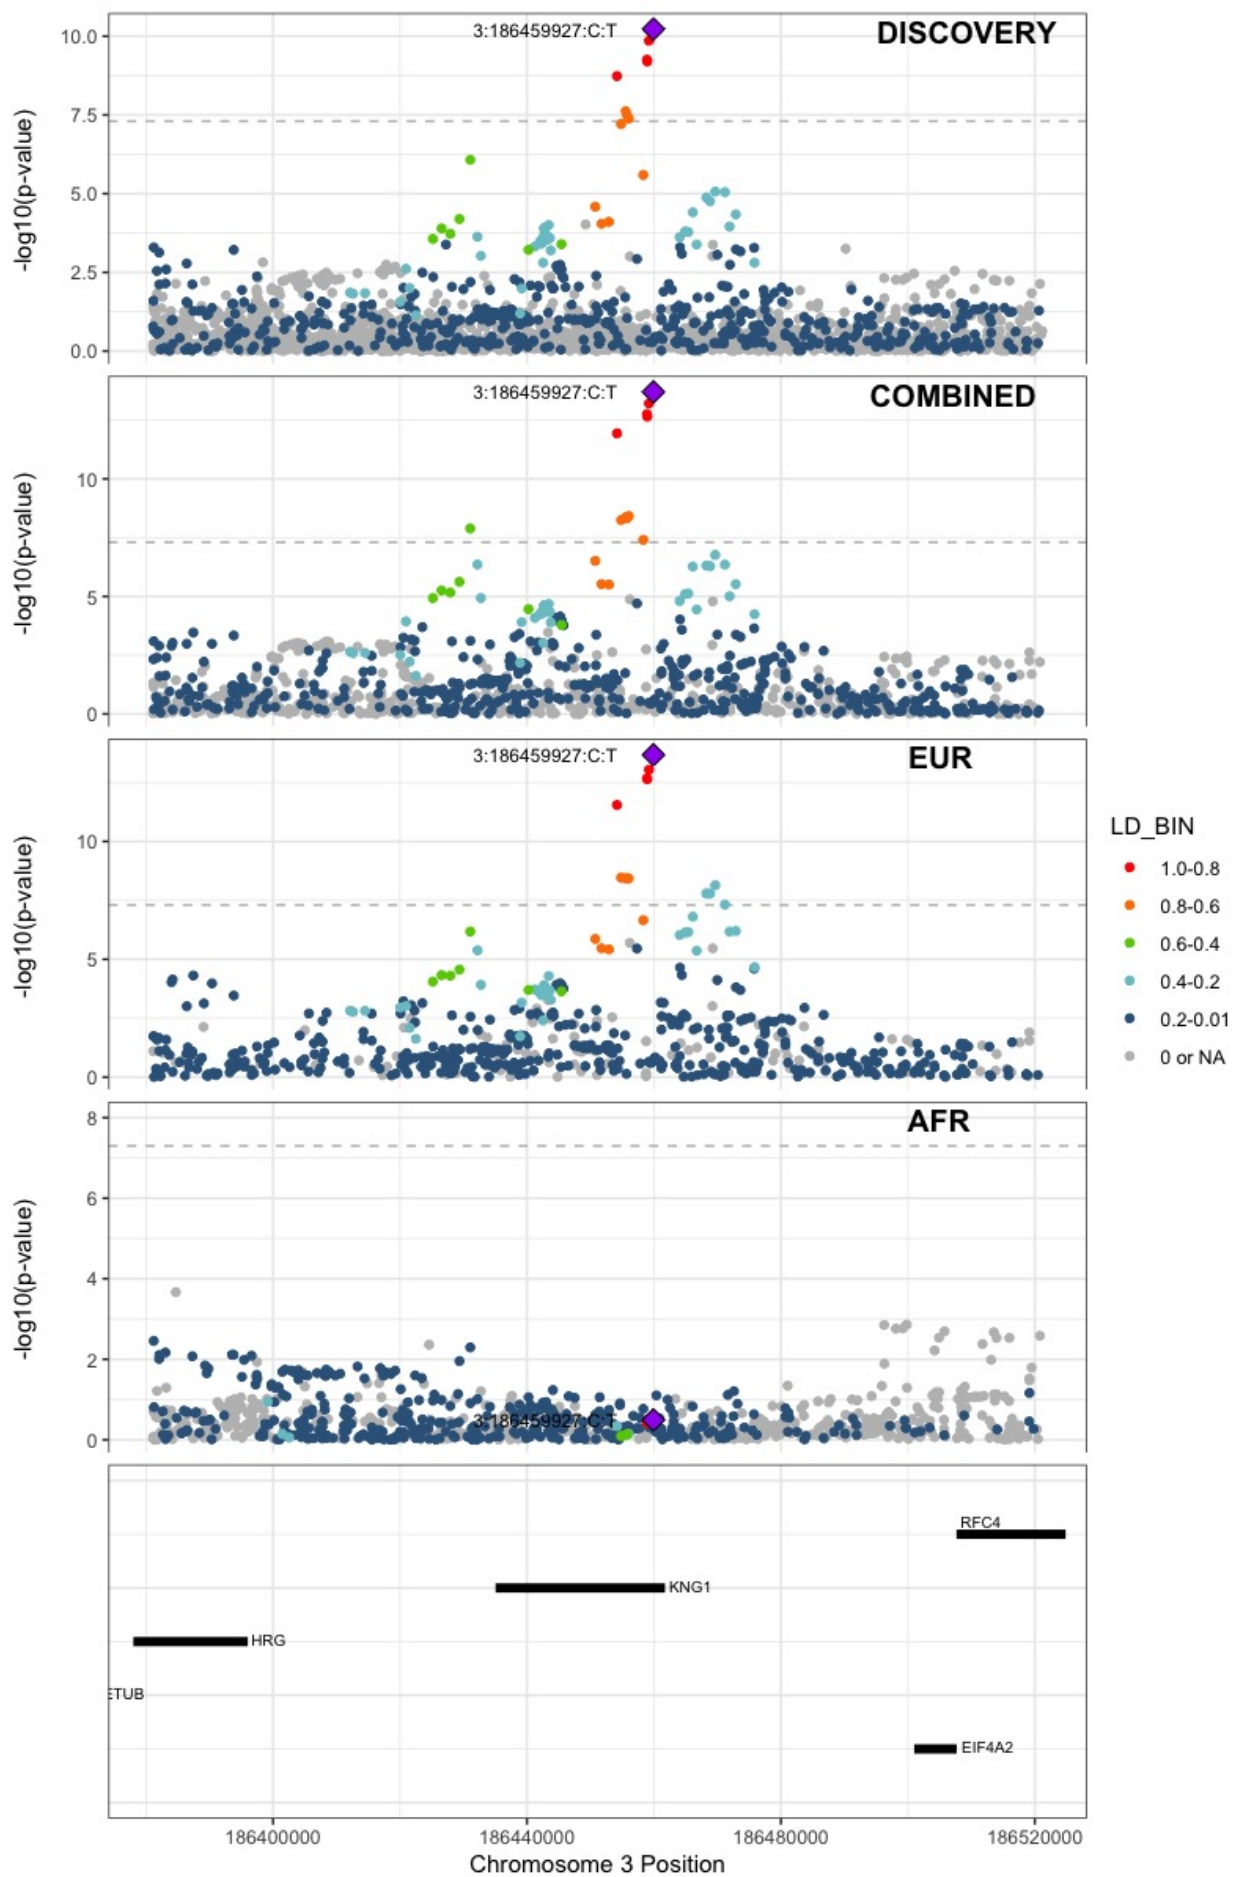 DISCOVERY
3:186459927:C:T
10.0
7.5
5.0
2.5
0.0
-log10(p-value)
COMBINED
3:186459927:C:T
10
5
0
-log10(p-value)
EUR
3:186459927:C:T
10
5
0
-log10(p-value)
AFR
8
6
4
2
0
3:186459927:C:T
-log10(p-value)
LD_BIN
1.0-0.8
0.8-0.6
0.6-0.4
0.4-0.2
0.2-0.01
0 or NA
RFC4
KNG1
HRG
ETUB
EIF4A2
186400000 186440000 186480000 186520000
Chromosome 3 Position